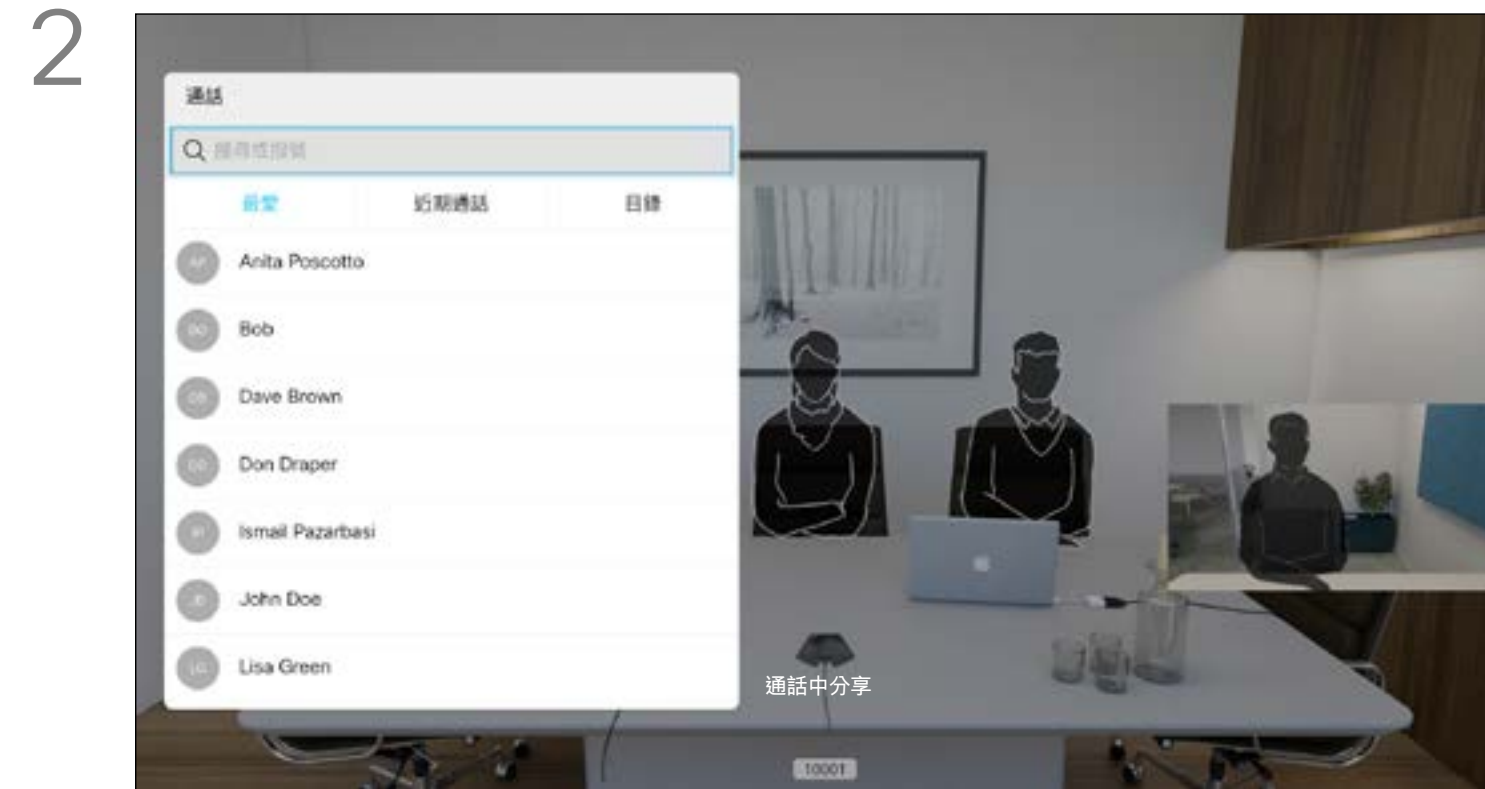 2
通話
搜尋或撥號
最愛 近期通話 目錄
Anita Poscotto
Bob
Dave Brown
Don Draper
Ismail Pazarbasi
John Doe
Lisa Green
通話中分享
10001